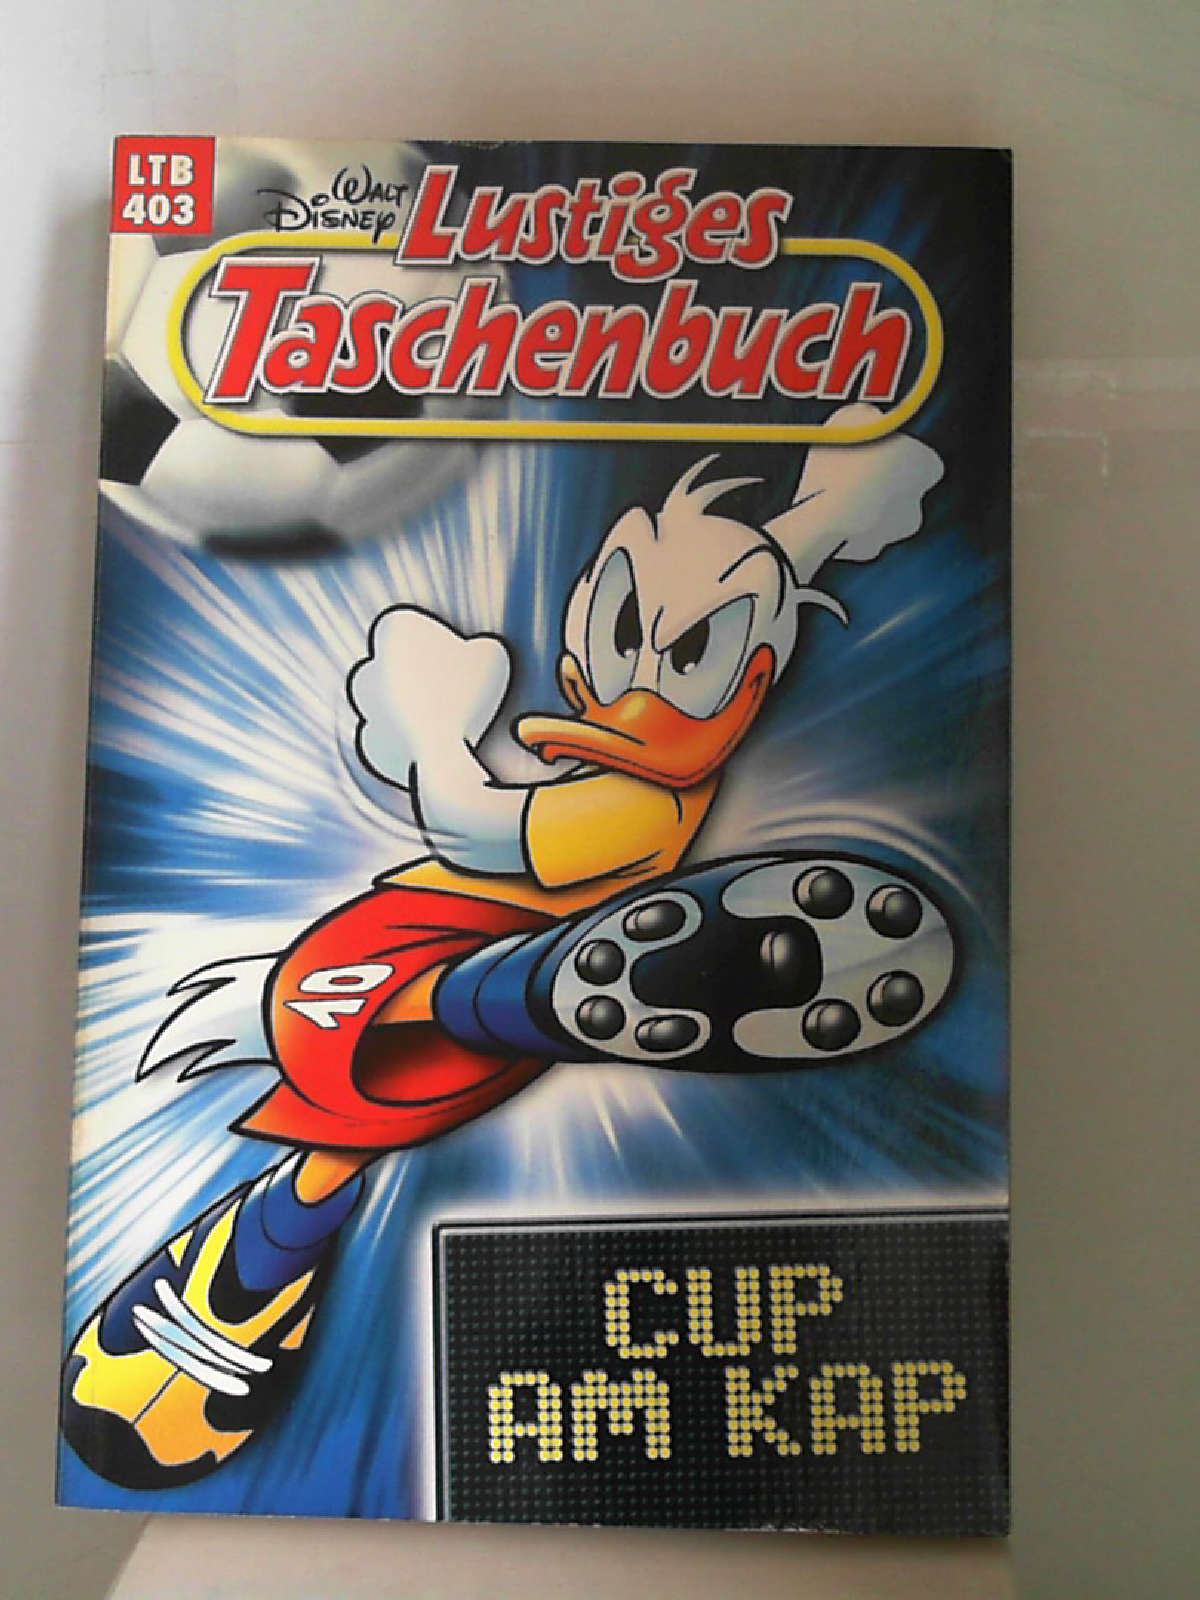 LTB
403
WALT
DISNEY
Lustiges
Taschenbuch
10
CUP
AM KAP